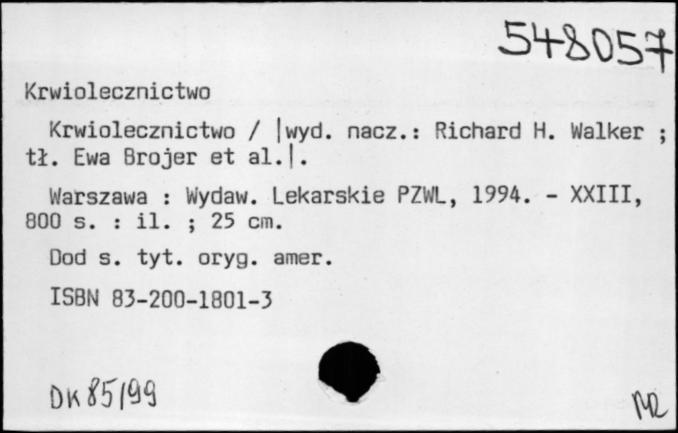 548057
Krwiolecznictwo
Krwiolecznictwo / |wyd. nacz.: Richard H. Walker ;
tł. Ewa Brojer et al.|.
Warszawa : Wydaw. Lekarskie PZWL, 1994. - XXIII,
800 s. : il. ; 25 cm.
Dod s. tyt. oryg. amer.
ISBN 83-200-1801-3
DK 85/99